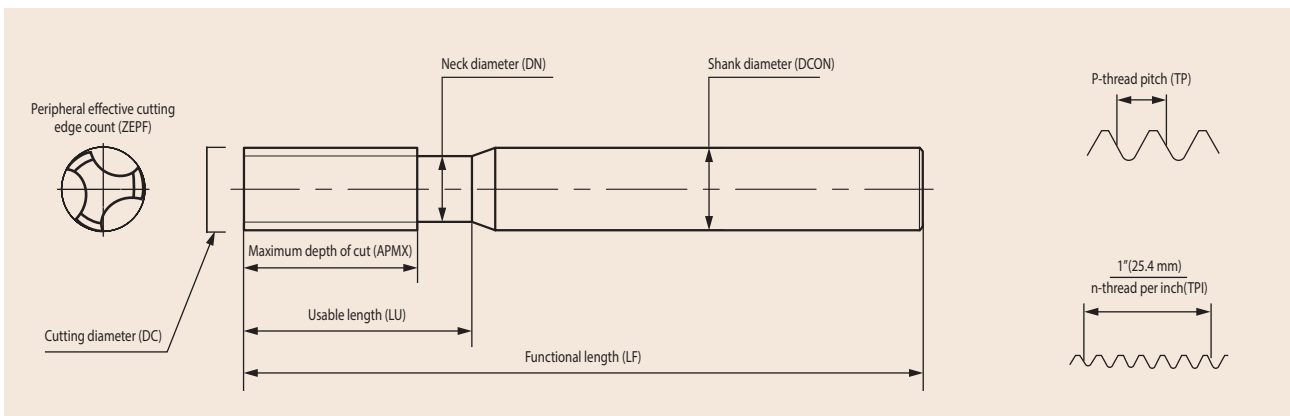 Neck diameter (DN)
Shank diameter (DCON)
P-thread pitch (TP)
Peripheral effective cutting
edge count (ZEPF)
Maximum depth of cut (APMX)
1”(25.4 mm)
n-thread per inch(TPI)
Usable length (LU)
Cutting diameter (DC)
Functional length (LF)